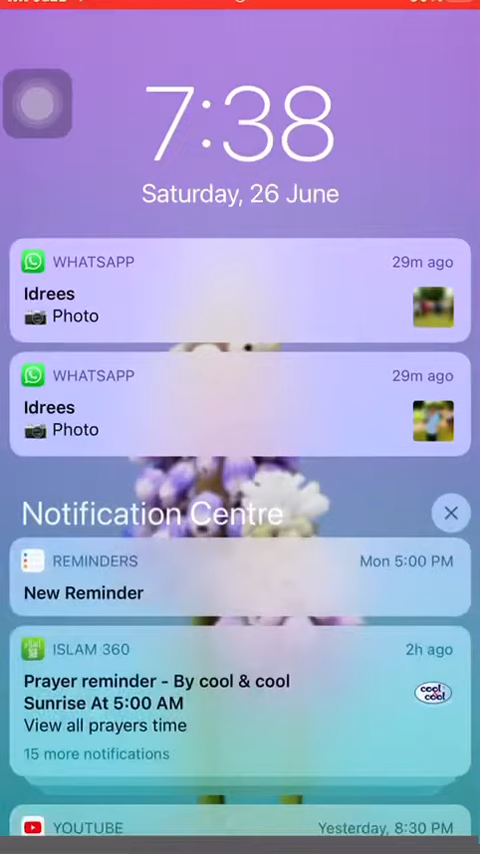 7:38
Saturday, 26 June
WHATSAPP 29m ago
Idrees
📷 Photo
WHATSAPP 29m ago
Idrees
📷 Photo
Notification Centre
REMINDERS Mon 5:00 PM
New Reminder
ISLAM 360 2h ago
Prayer reminder - By cool & cool
Sunrise At 5:00 AM
cool & cool
View all prayers time
15 more notifications
YOUTUBE Yesterday, 8:30 PM